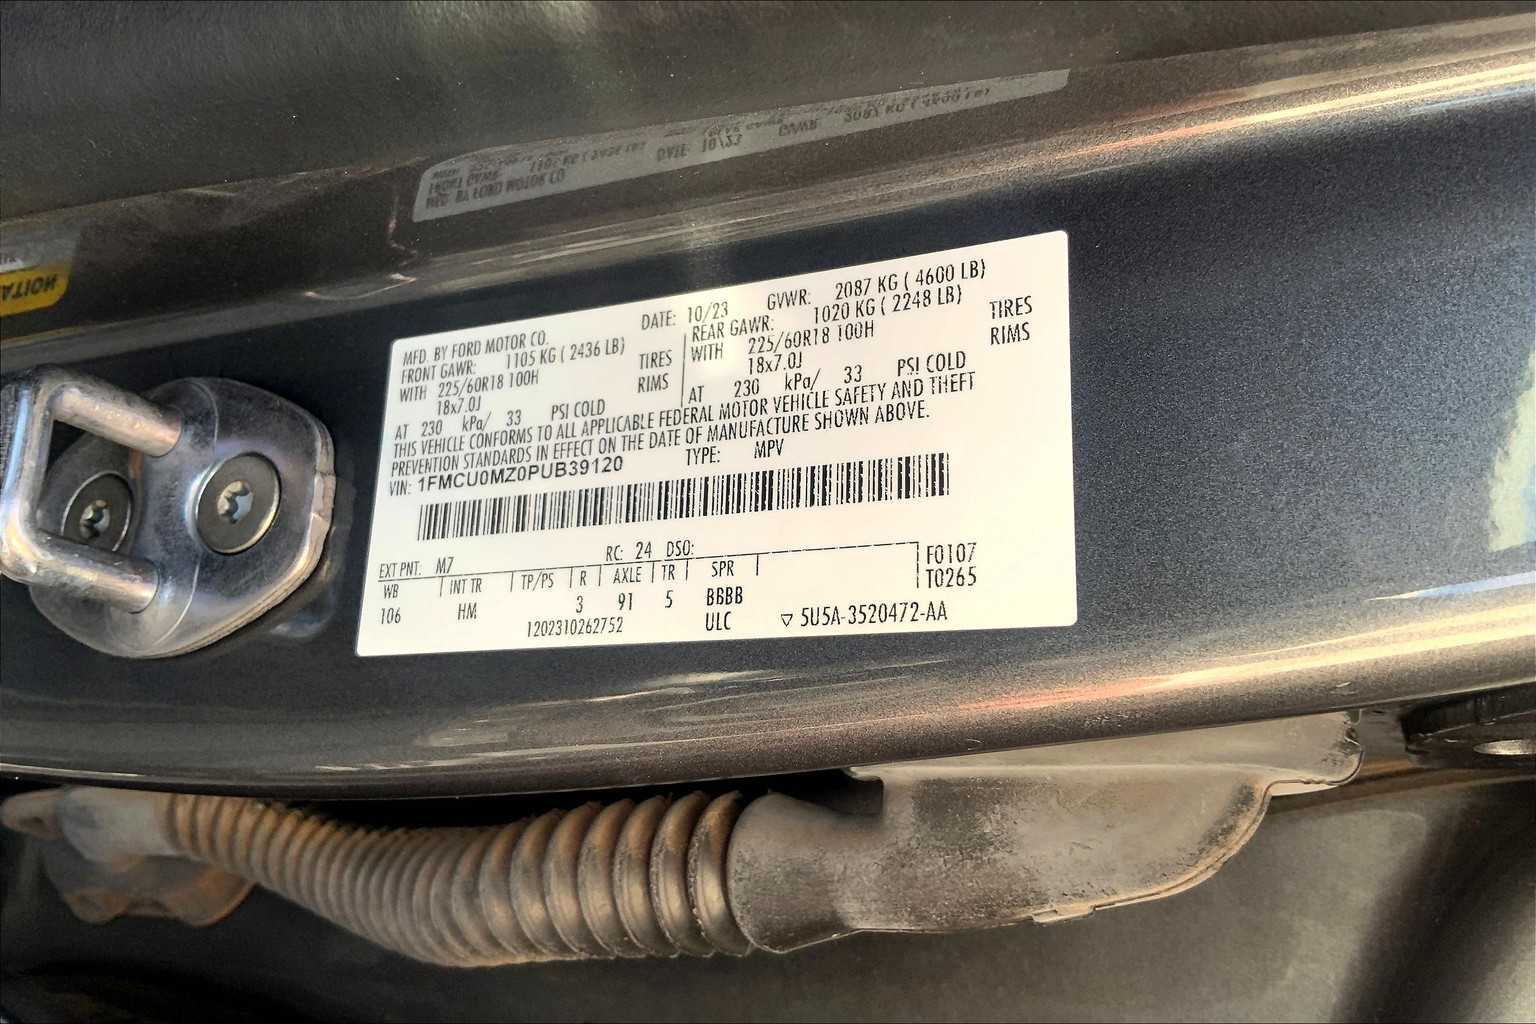 MFD. BY FORD MOTOR CO. DATE: 10/23 GVWR: 2087 KG ( 4600 LB)
FRONT GAWR: 1105 KG ( 2436 LB) REAR GAWR: 1020 KG ( 2248 LB)
WITH 225/60R18 100H TIRES WITH 225/60R18 100H TIRES
18x7.0J RIMS 18x7.0J RIMS
AT 230 kPa/ 33 PSI COLD AT 230 kPa/ 33 PSI COLD
THIS VEHICLE CONFORMS TO ALL APPLICABLE FEDERAL MOTOR VEHICLE SAFETY AND THEFT
PREVENTION STANDARDS IN EFFECT ON THE DATE OF MANUFACTURE SHOWN ABOVE.
VIN: 1FMCU0MZ0PUB39120 TYPE: MPV
EXT PNT: M7 RC: 24 DSO: F0107
WB INT TR TP/PS R AXLE TR SPR T0265
106 HM 3 91 5 BBBB
1202310262752 ULC ▽ 5U5A-3520472-AA